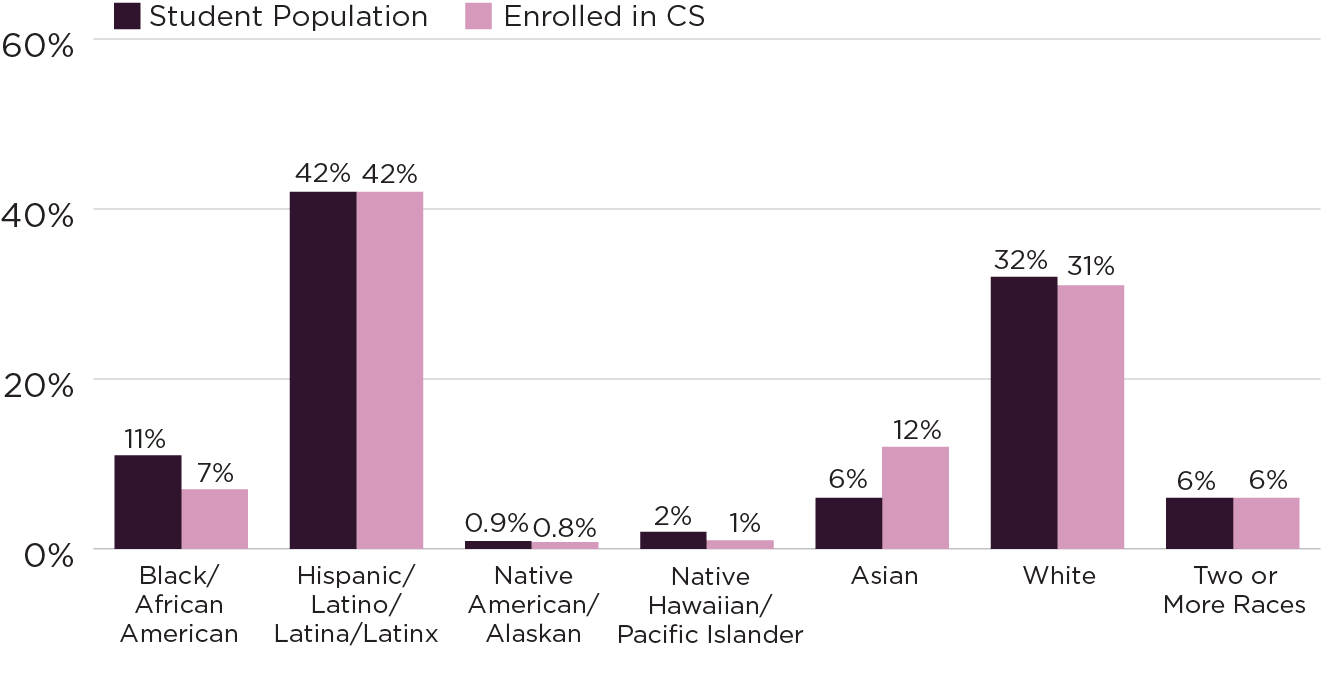 Student Population Enrolled in CS
60%
40%
20%
0%
11% 7%
42% 42%
0.9% 0.8%
2% 1%
6% 12%
32% 31%
6% 6%
Black/
African
American
Hispanic/
Latino/
Latina/Latinx
Native
American/
Alaskan
Native
Hawaiian/
Pacific Islander
Asian
White
Two or
More Races